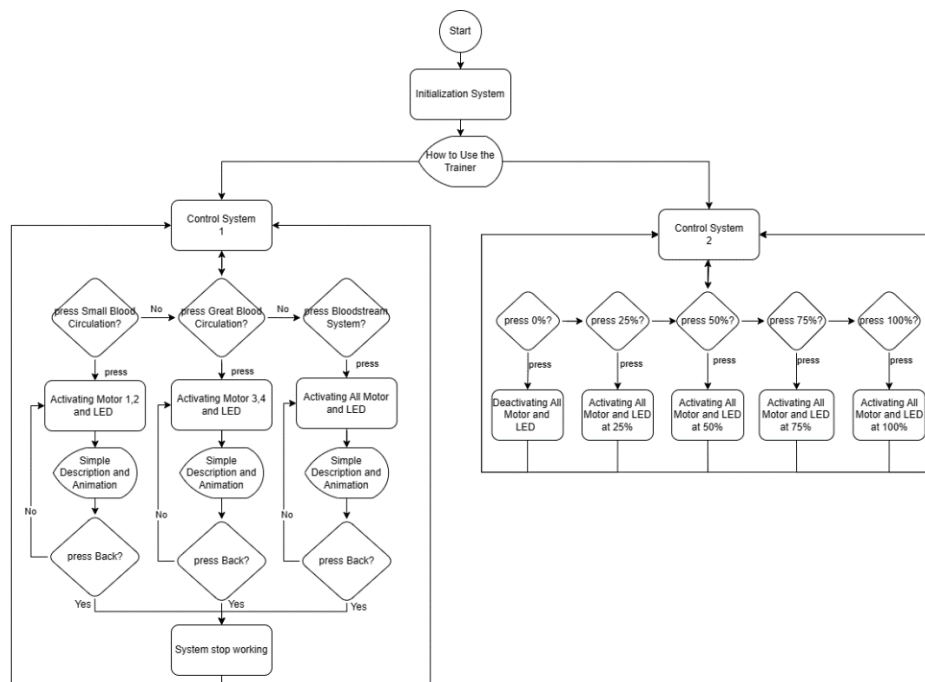 Start
Initialization System
How to Use the
Trainer
Control System
1
Control System
2
press Small Blood
Circulation?
No
press Great Blood
Circulation?
No
press Bloodstream
System?
press 0%?
press 25%?
press 50%?
press 75%?
press 100%?
press
press
press
press
press
press
press
press
Activating Motor 1,2
and LED
Activating Motor 3,4
and LED
Activating All Motor
and LED
Deactivating All
Motor and
LED
Activating All
Motor and LED
at 25%
Activating All
Motor and LED
at 50%
Activating All
Motor and LED
at 75%
Activating All
Motor and LED
at 100%
Simple
Description and
Animation
Simple
Description and
Animation
Simple
Description and
Animation
No
No
No
press Back?
press Back?
press Back?
Yes
Yes
Yes
System stop working